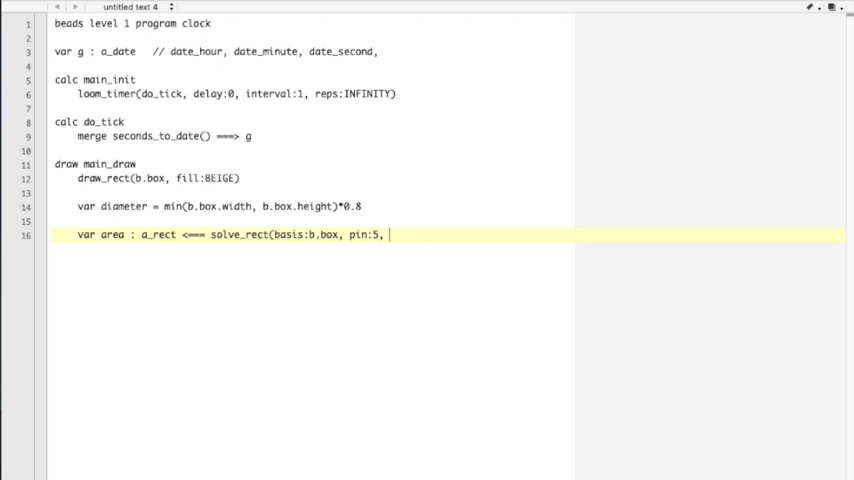 untitled text 4
1 beads level 1 program clock
2
3 var g : a_date // date_hour, date_minute, date_second,
4
5 calc main_init
6 loom_timer(do_tick, delay:0, interval:1, reps:INFINITY)
7
8 calc do_tick
9 merge seconds_to_date() ===> g
10
11 draw main_draw
12 draw_rect(b.box, fill:BEIGE)
13
14 var diameter = min(b.box.width, b.box.height)*0.8
15
16 var area : a_rect <=== solve_rect(basis:b.box, pin:5,